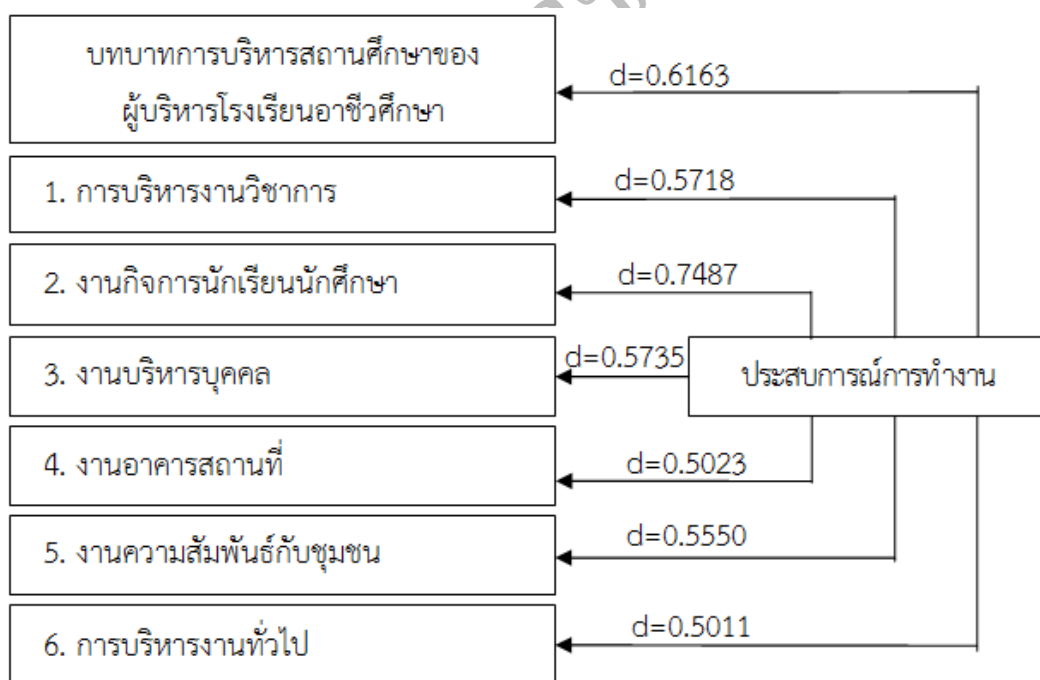 บทบาทการบริหารสถานศึกษาของ
ผู้บริหารโรงเรียนอาชีวศึกษา
d=0.6163
1. การบริหารงานวิชาการ
d=0.5718
2. งานกิจการนักเรียนนักศึกษา
d=0.7487
3. งานบริหารบุคคล
d=0.5735
ประสบการณ์การทำงาน
4. งานอาคารสถานที่
d=0.5023
5. งานความสัมพันธ์กับชุมชน
d=0.5550
6. การบริหารงานทั่วไป
d=0.5011